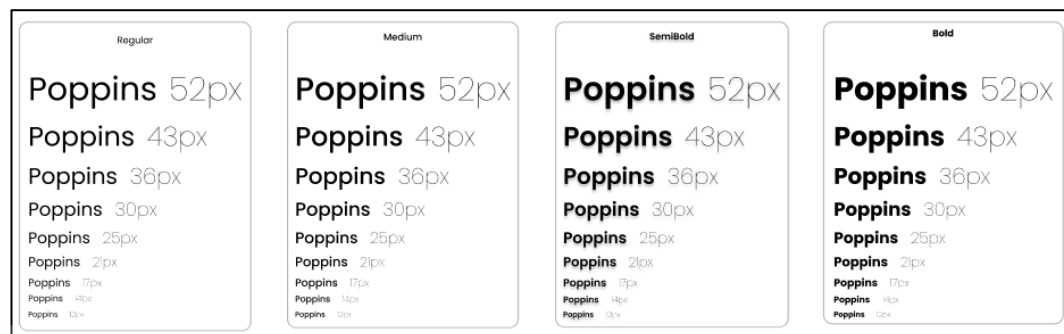 Regular
Poppins 52px
Poppins 43px
Poppins 36px
Poppins 30px
Poppins 25px
Poppins 21px
Poppins 17px
Poppins 14px
Poppins 12px
Medium
Poppins 52px
Poppins 43px
Poppins 36px
Poppins 30px
Poppins 25px
Poppins 21px
Poppins 17px
Poppins 14px
Poppins 12px
SemiBold
Poppins 52px
Poppins 43px
Poppins 36px
Poppins 30px
Poppins 25px
Poppins 21px
Poppins 17px
Poppins 14px
Poppins 12px
Bold
Poppins 52px
Poppins 43px
Poppins 36px
Poppins 30px
Poppins 25px
Poppins 21px
Poppins 17px
Poppins 14px
Poppins 12px